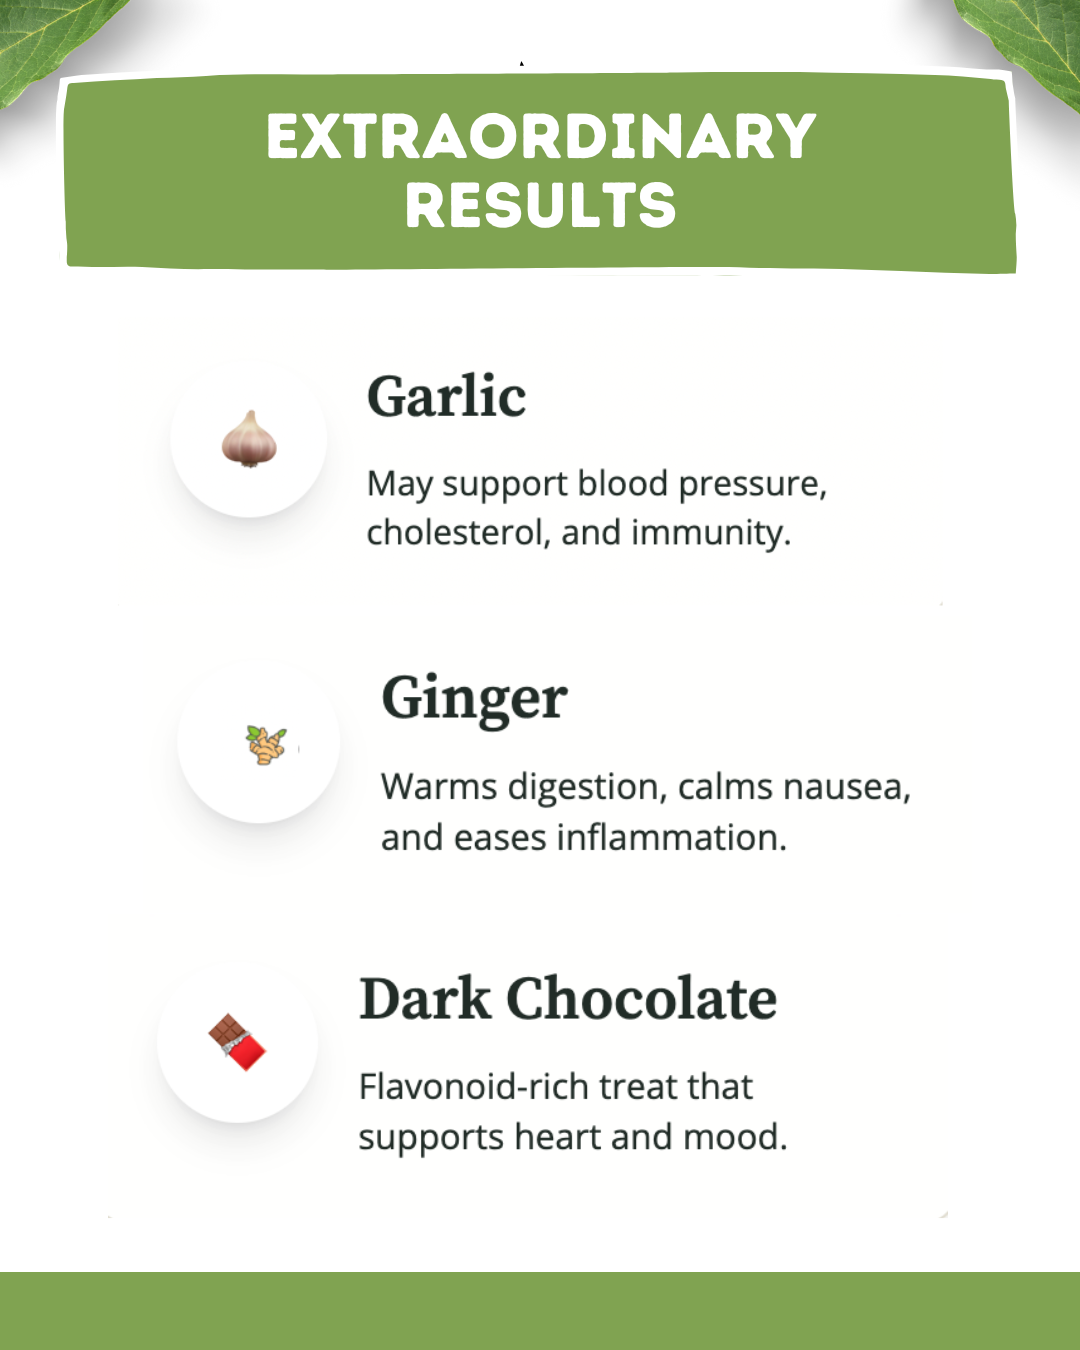 EXTRAORDINARY
RESULTS
Garlic
May support blood pressure,
cholesterol, and immunity.
Ginger
Warms digestion, calms nausea,
and eases inflammation.
Dark Chocolate
Flavonoid-rich treat that
supports heart and mood.